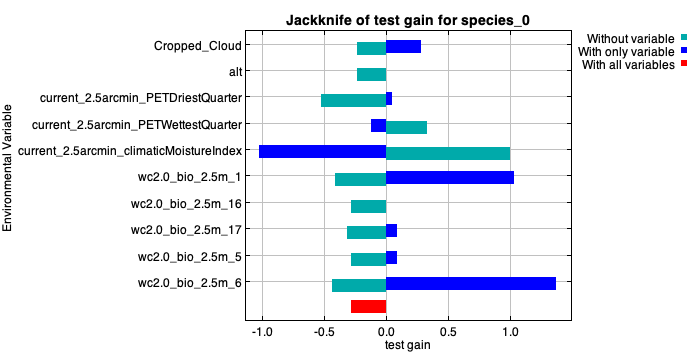 Jackknife of test gain for species_0
Without variable
With only variable
With all variables
Environmental Variable
Cropped_Cloud
alt
current_2.5arcmin_PETDriestQuarter
current_2.5arcmin_PETWettestQuarter
current_2.5arcmin_climaticMoistureIndex
wc2.0_bio_2.5m_1
wc2.0_bio_2.5m_16
wc2.0_bio_2.5m_17
wc2.0_bio_2.5m_5
wc2.0_bio_2.5m_6
-1.0 -0.5 0.0 0.5 1.0
test gain